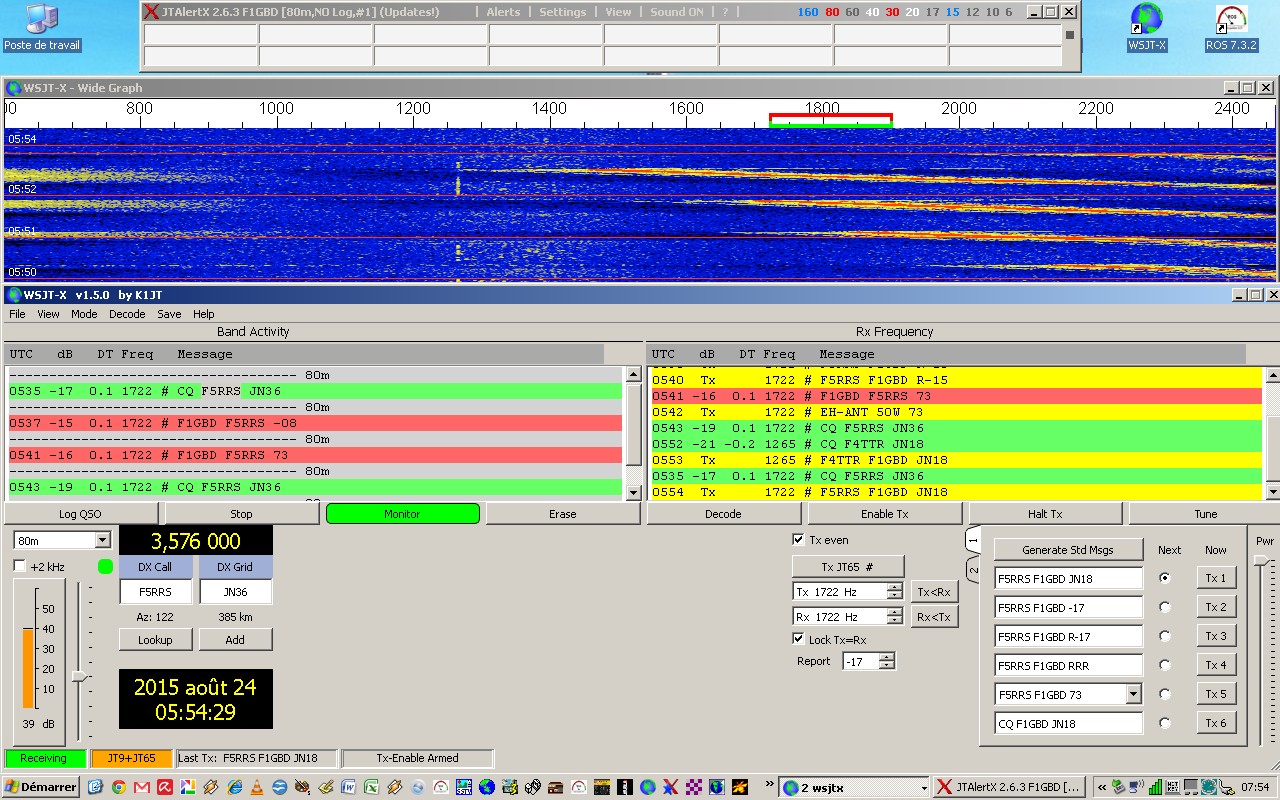 Poste de travail
JTAlertX 2.6.3 F1GBD [80m,NO Log,#1] (Updates!) | Alerts | Settings | View | Sound ON | ? | 160 80 60 40 30 20 17 15 12 10 6
WSJT-X
ROS 7.3.2
WSJT-X - Wide Graph
00 800 1000 1200 1400 1600 1800 2000 2200 2400
05:54
05:52
05:51
05:50
WSJT-X v1.5.0 by K1JT
File View Mode Decode Save Help
Band Activity
UTC dB DT Freq Message
------------------------------ 80m
0535 -17 0.1 1722 # CQ F5RRS JN36
------------------------------ 80m
0537 -15 0.1 1722 # F1GBD F5RRS -08
------------------------------ 80m
0541 -16 0.1 1722 # F1GBD F5RRS 73
------------------------------ 80m
0543 -19 0.1 1722 # CQ F5RRS JN36
Rx Frequency
UTC dB DT Freq Message
0540 Tx 1722 # F5RRS F1GBD R-15
0541 -16 0.1 1722 # F1GBD F5RRS 73
0542 Tx 1722 # EH-ANT 50W 73
0543 -19 0.1 1722 # CQ F5RRS JN36
0552 -21 -0.2 1265 # CQ F4TTR JN18
0553 Tx 1265 # F4TTR F1GBD JN18
0535 -17 0.1 1722 # CQ F5RRS JN36
0554 Tx 1722 # F5RRS F1GBD JN18
Log QSO Stop Monitor Erase Decode Enable Tx Halt Tx Tune
80m
3,576 000
+2 kHz
DX Call DX Grid
F5RRS JN36
Az: 122 385 km
Lookup Add
50
40
30
20
10
39 dB
2015 août 24
05:54:29
Tx even
Tx JT65 #
Tx 1722 Hz Tx<Rx
Rx 1722 Hz Rx<Tx
Lock Tx=Rx
Report -17
1
2
Generate Std Msgs Next Now Pwr
F5RRS F1GBD JN18 Tx 1
F5RRS F1GBD -17 Tx 2
F5RRS F1GBD R-17 Tx 3
F5RRS F1GBD RRR Tx 4
F5RRS F1GBD 73 Tx 5
CQ F1GBD JN18 Tx 6
Receiving JT9+JT65 Last Tx: F5RRS F1GBD JN18 Tx-Enable Armed
Démarrer » 2 wsjtx JTAlertX 2.6.3 F1GBD [... « 07:54